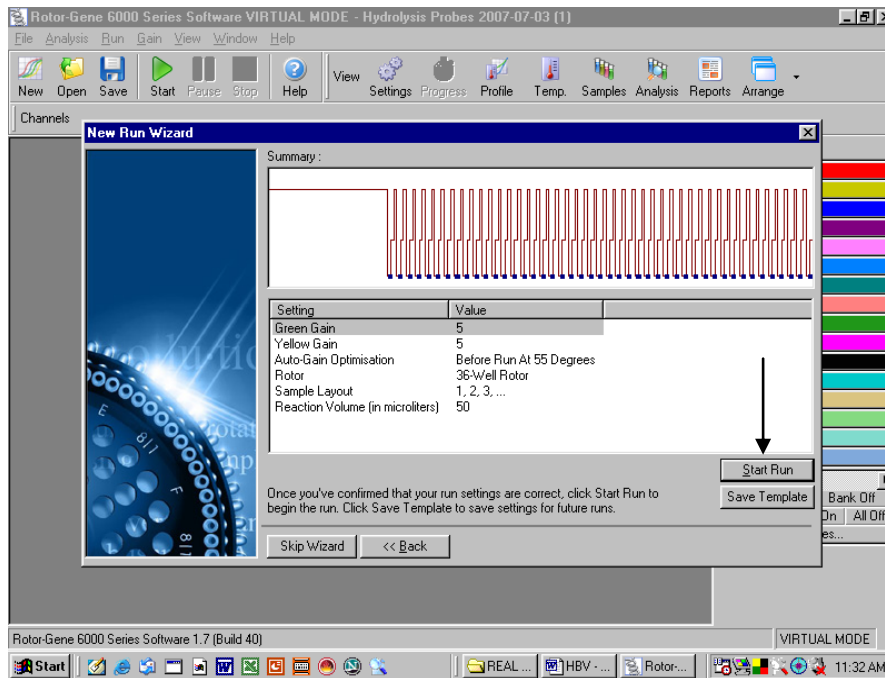 Rotor-Gene 6000 Series Software VIRTUAL MODE - Hydrolysis Probes 2007-07-03 (1)
File Analysis Run Gain View Window Help
New Open Save Start Pause Stop Help View Settings Progress Profile Temp. Samples Analysis Reports Arrange
Channels
New Run Wizard
Summary :
Setting Value
Green Gain 5
Yellow Gain 5
Auto-Gain Optimisation Before Run At 55 Degrees
Rotor 36-Well Rotor
Sample Layout 1, 2, 3, ...
Reaction Volume (in microliters) 50
Start Run
Once you've confirmed that your run settings are correct, click Start Run to
begin the run. Click Save Template to save settings for future runs.
Save Template
Bank Off
On All Off
es...
Skip Wizard << Back
Rotor-Gene 6000 Series Software 1.7 (Build 40) VIRTUAL MODE
Start REAL ... HBV - ... Rotor-... 11:32 AM